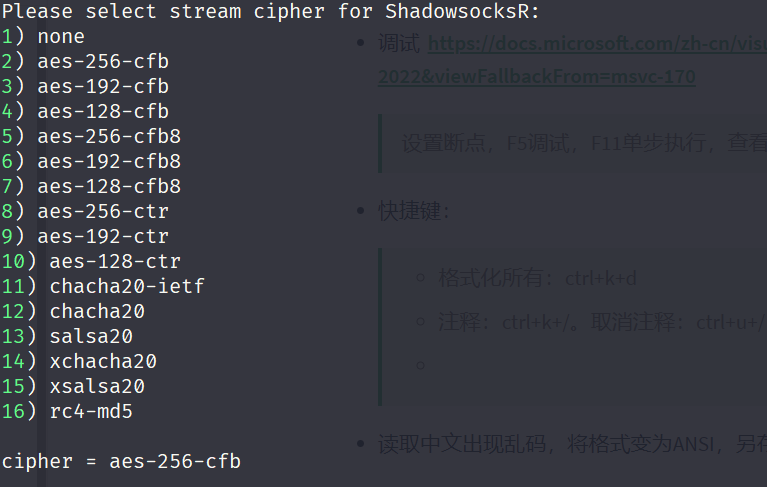 Please select stream cipher for ShadowsocksR:
1) none
2) aes-256-cfb
3) aes-192-cfb
4) aes-128-cfb
5) aes-256-cfb8
6) aes-192-cfb8
7) aes-128-cfb8
8) aes-256-ctr
9) aes-192-ctr
10) aes-128-ctr
11) chacha20-ietf
12) chacha20
13) salsa20
14) xchacha20
15) xsalsa20
16) rc4-md5
cipher = aes-256-cfb
调试 https://docs.microsoft.com/zh-cn/visu
2022&viewFallbackFrom=msvc-170
设置断点，F5调试，F11单步执行，查看
快捷键：
格式化所有：ctrl+k+d
注释：ctrl+k+/。取消注释：ctrl+u+/
读取中文出现乱码，将格式变为ANSI，另存